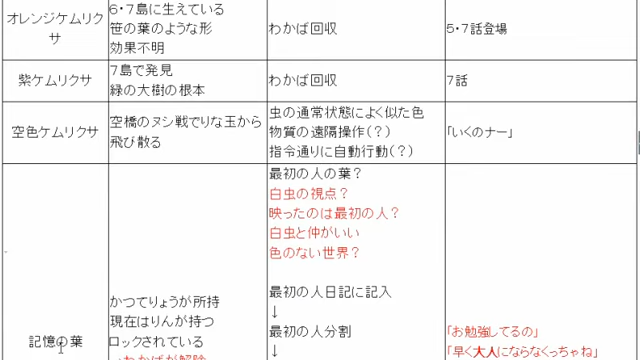 オレンジケムリク
サ
６・７島に生えている
笹の葉のような形
効果不明
わかば回収
5・7話登場
紫ケムリクサ
７島で発見
緑の大樹の根本
わかば回収
7話
空色ケムリクサ
空橋のヌシ戦でりな玉から
飛び散る
虫の通常状態によく似た色
物質の遠隔操作(？)
指令通りに自動行動(？)
「いくのナー」
記憶の葉
かつてりょうが所持
現在はりんが持つ
ロックされている
→わかばが解除
最初の人の葉？
白虫の視点？
映ったのは最初の人？
白虫と仲がいい
色のない世界？
最初の人日記に記入
↓
最初の人分割
↓
「お勉強してるの」
「早く大人にならなくっちゃね」